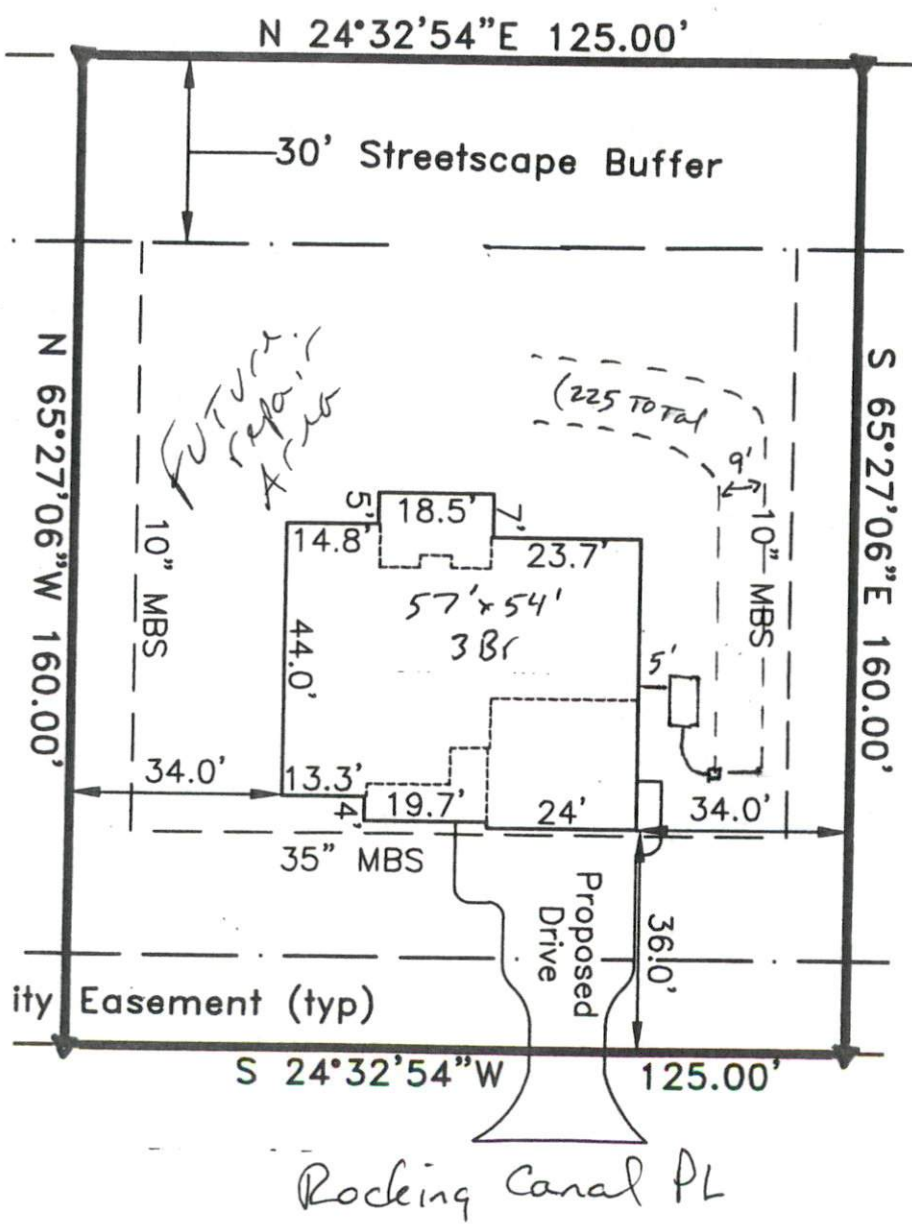 N 24°32'54"E 125.00'
30' Streetscape Buffer
N 65°27'06"W 160.00'
S 65°27'06"E 160.00'
FUTURE
repair
Area
(225 TOTAL
9'
10" MBS
10" MBS
5'
18.5'
7'
14.8'
23.7'
57'x54'
3 Br
44.0'
5'
34.0'
13.3'
4'
19.7'
24'
34.0'
35" MBS
Proposed
Drive
36.0'
ity Easement (typ)
S 24°32'54"W 125.00'
Rocking Canal PL